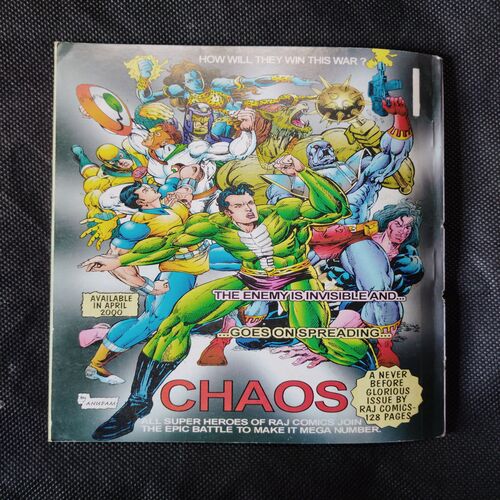 HOW WILL THEY WIN THIS WAR ?
AVAILABLE
IN APRIL
2000
THE ENEMY IS INVISIBLE AND...
...GOES ON SPREADING...
by
ANUPAM
CHAOS
A NEVER
BEFORE
GLORIOUS
ISSUE BY
RAJ COMICS-
128 PAGES
ALL SUPER HEROES OF RAJ COMICS JOIN
THE EPIC BATTLE TO MAKE IT MEGA NUMBER.